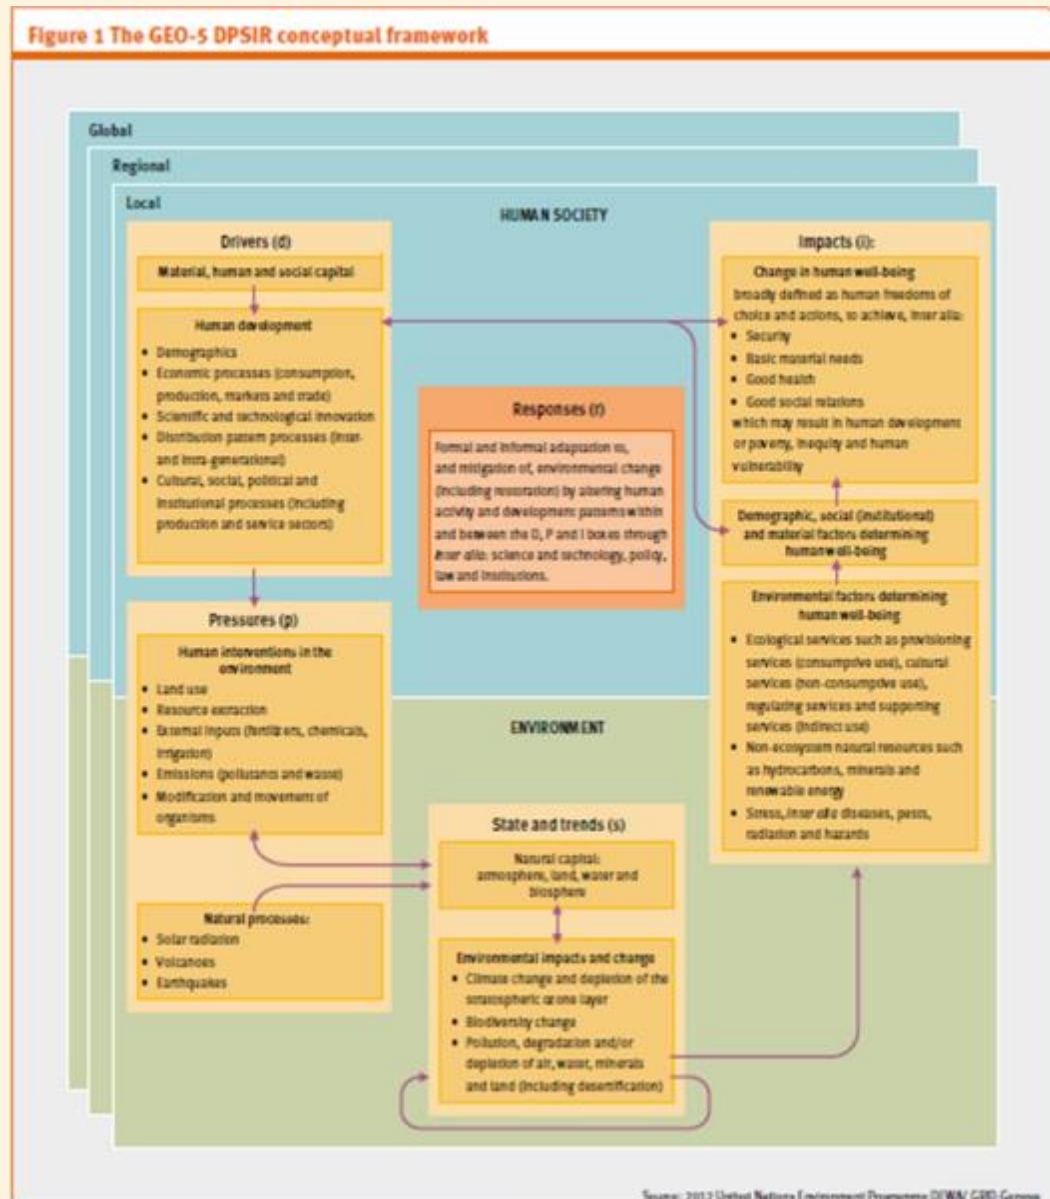 Figure 1 The GEO-5 DPSIR conceptual framework
Global
Regional
Local
HUMAN SOCIETY
Drivers (d)
Material, human and social capital
Human development
• Demographics
• Economic processes (consumption,
production, markets and trade)
• Scientific and technological innovation
• Distribution pattern processes (inter-
and intra-generational)
• Cultural, social, political and
institutional processes (including
production and service sectors)
Pressures (p)
Human interventions in the
environment
• Land use
• Resource extraction
• External inputs (fertilizers, chemicals,
irrigation)
• Emissions (pollutants and waste)
• Modification and movement of
organisms
Natural processes:
• Solar radiation
• Volcanoes
• Earthquakes
Responses (r)
Formal and informal adaptation to,
and mitigation of, environmental change
(including restoration) by altering human
activity and development patterns within
and between the D, P and I boxes through
inter alia: science and technology, policy,
law and institutions.
ENVIRONMENT
State and trends (s)
Natural capital:
atmosphere, land, water and
biosphere
Environmental impacts and change
• Climate change and depletion of the
stratospheric ozone layer
• Biodiversity change
• Pollution, degradation and/or
depletion of air, water, minerals
and land (including desertification)
Impacts (i):
Change in human well-being
broadly defined as human freedoms of
choice and actions, to achieve, inter alia:
• Security
• Basic material needs
• Good health
• Good social relations
which may result in human development
or poverty, inequity and human
vulnerability
Demographic, social (institutional)
and material factors determining
human well-being
Environmental factors determining
human well-being
• Ecological services such as provisioning
services (consumptive use), cultural
services (non-consumptive use),
regulating services and supporting
services (indirect use)
• Non-ecosystem natural resources such
as hydrocarbons, minerals and
renewable energy
• Stress, inter alia diseases, pests,
radiation and hazards
Source: 2012 United Nations Environment Programme DEWA/ GRID-Geneva